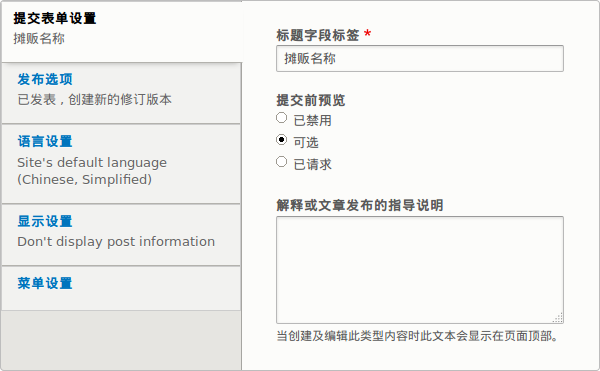 提交表单设置
摊贩名称
发布选项
已发表，创建新的修订版本
语言设置
Site's default language
(Chinese, Simplified)
显示设置
Don't display post information
菜单设置
标题字段标签 *
摊贩名称
提交前预览
已禁用
可选
已请求
解释或文章发布的指导说明
当创建及编辑此类型内容时此文本会显示在页面顶部。